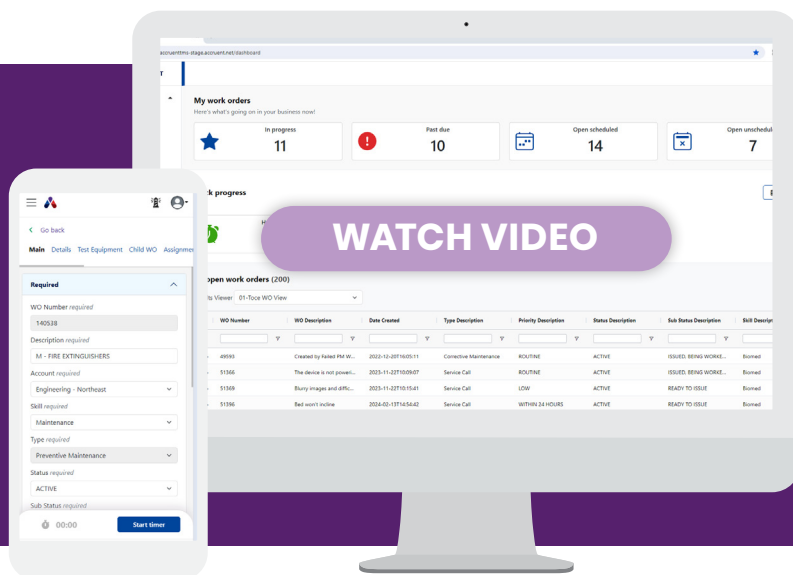 accruenttms-stage.accruent.net/dashboard
My work orders
Here's what's going on in your business now!
In progress
11
Past due
10
Open scheduled
14
Open unschedul
7
k progress
WATCH VIDEO
open work orders (200)
ts Viewer 01-Toce WO View
WO Number WO Description Date Created Type Description Priority Description Status Description Sub Status Description Skill Descrip
49593 Created by Failed PM W... 2022-12-20T16:05:11 Corrective Maintenance ROUTINE ACTIVE ISSUED, BEING WORKE... Biomed
51366 The device is not poweri... 2023-11-22T10:09:07 Service Call ROUTINE ACTIVE ISSUED, BEING WORKE... Biomed
51369 Blurry images and diffic... 2023-11-22T10:15:41 Service Call LOW ACTIVE READY TO ISSUE Biomed
51396 Bed won't incline 2024-02-13T14:54:42 Service Call WITHIN 24 HOURS ACTIVE READY TO ISSUE Biomed
Go back
Main Details Test Equipment Child WO Assignmen
Required
WO Number required
140538
Description required
M - FIRE EXTINGUISHERS
Account required
Engineering - Northeast
Skill required
Maintenance
Type required
Preventive Maintenance
Status required
ACTIVE
Sub Status required
00:00 Start timer